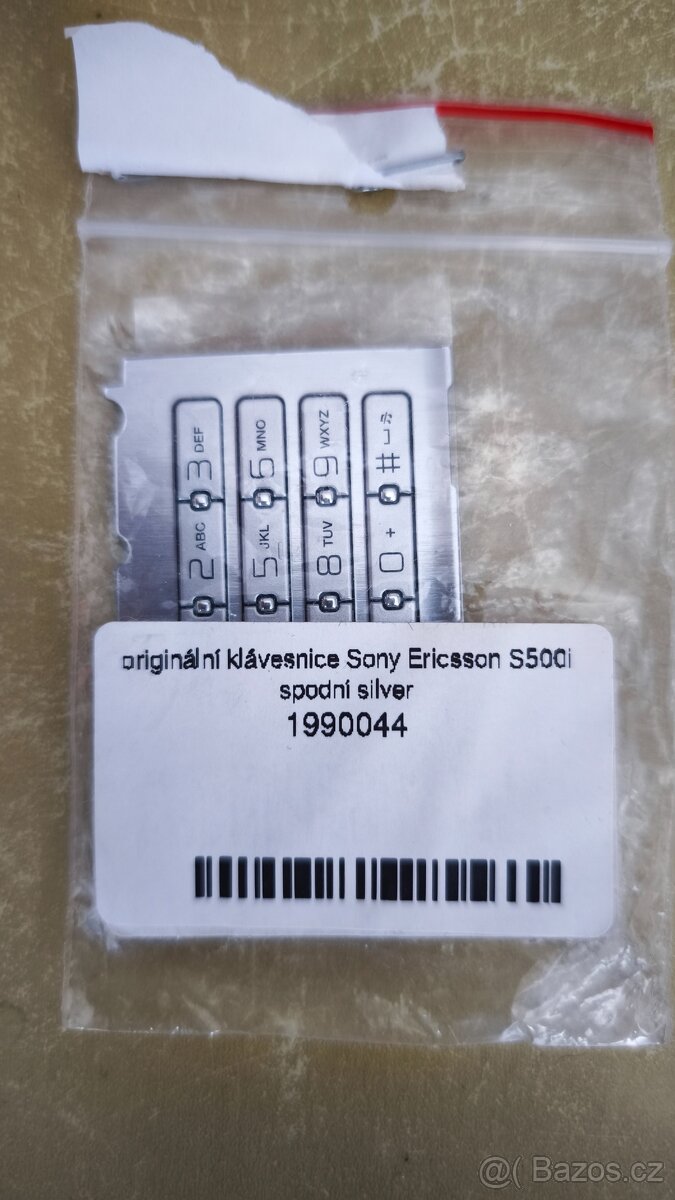 3 DEF
6 MNO
9 WXYZ
#
2 ABC
5 JKL
8 TUV
0 +
originální klávesnice Sony Ericsson S500i
spodní silver
1990044
@( Bazos.cz